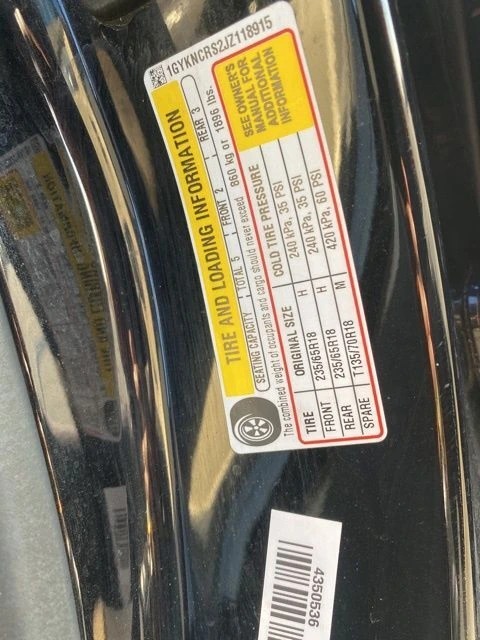 1GYKNCRS2JZ118915
TIRE AND LOADING INFORMATION
SEATING CAPACITY TOTAL 5 FRONT 2 REAR 3
The combined weight of occupants and cargo should never exceed 860 kg or 1896 lbs.
TIRE ORIGINAL SIZE COLD TIRE PRESSURE
FRONT 235/65R18 H 240 kPa, 35 PSI
REAR 235/65R18 H 240 kPa, 35 PSI
SPARE T135/70R18 M 420 kPa, 60 PSI
SEE OWNER'S
MANUAL FOR
ADDITIONAL
INFORMATION
4350536